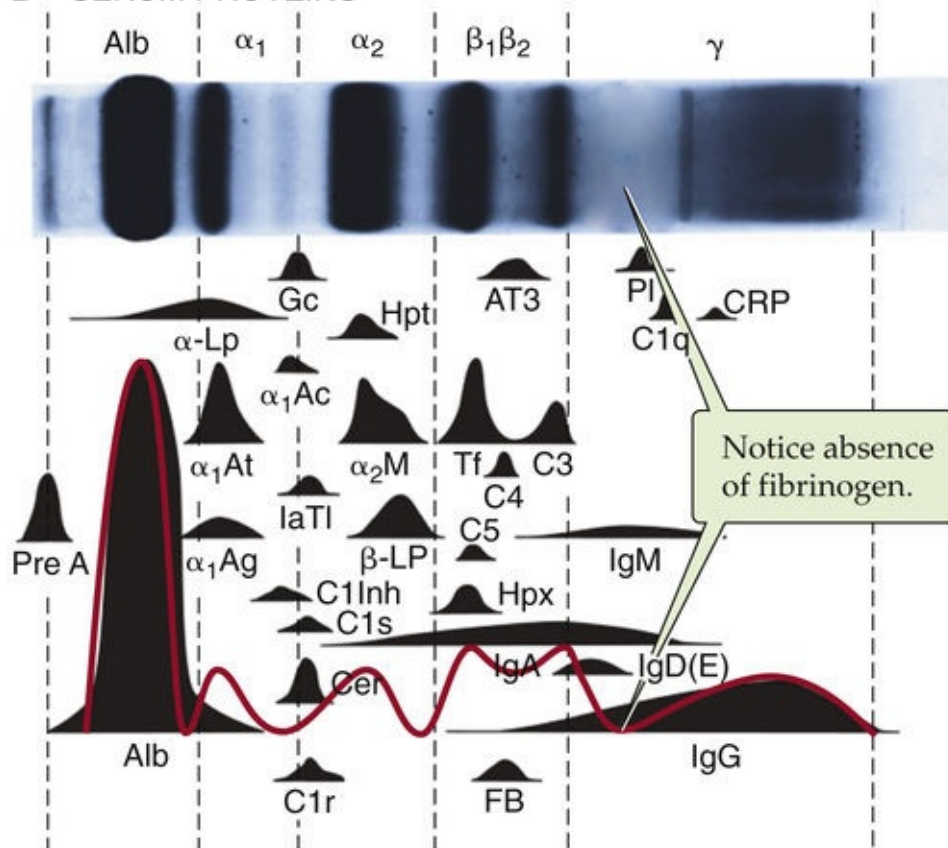 Alb α₁ α₂ β₁β₂ γ
Gc AT3 Pl CRP
Hpt
α-Lp C1q
α₁Ac
Notice absence
of fibrinogen.
α₁At α₂M Tf C3
C4
IaTI
C5
Pre A α₁Ag β-LP IgM
C1Inh Hpx
C1s
IgA IgD(E)
Cer
Alb IgG
C1r FB